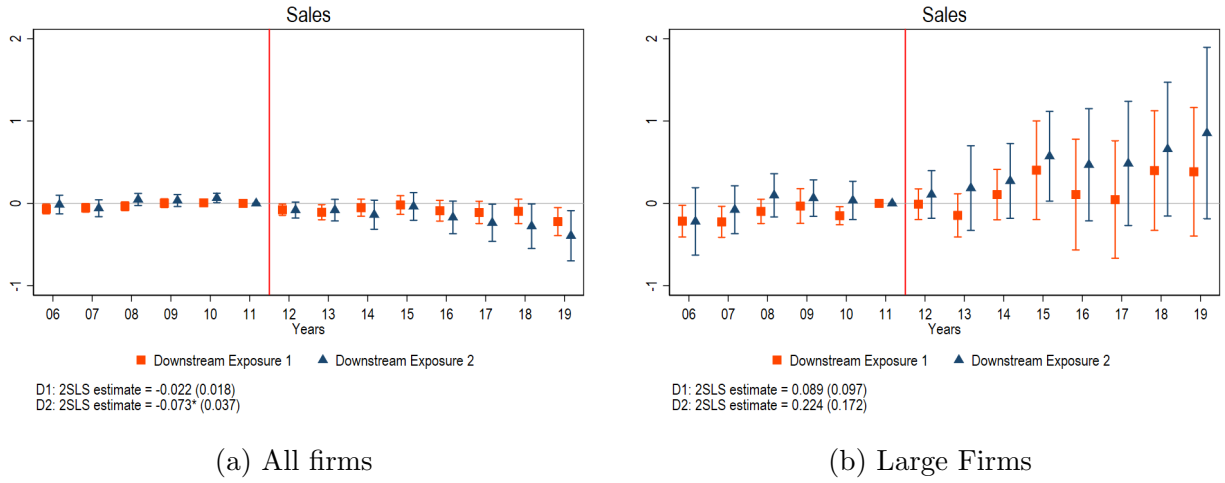 Sales
2
1
0
-1
06 07 08 09 10 11 12 13 14 15 16 17 18 19
Years
Downstream Exposure 1 Downstream Exposure 2
D1: 2SLS estimate = -0.022 (0.018)
D2: 2SLS estimate = -0.073* (0.037)
(a) All firms
Sales
2
1
0
-1
06 07 08 09 10 11 12 13 14 15 16 17 18 19
Years
Downstream Exposure 1 Downstream Exposure 2
D1: 2SLS estimate = 0.089 (0.097)
D2: 2SLS estimate = 0.224 (0.172)
(b) Large Firms